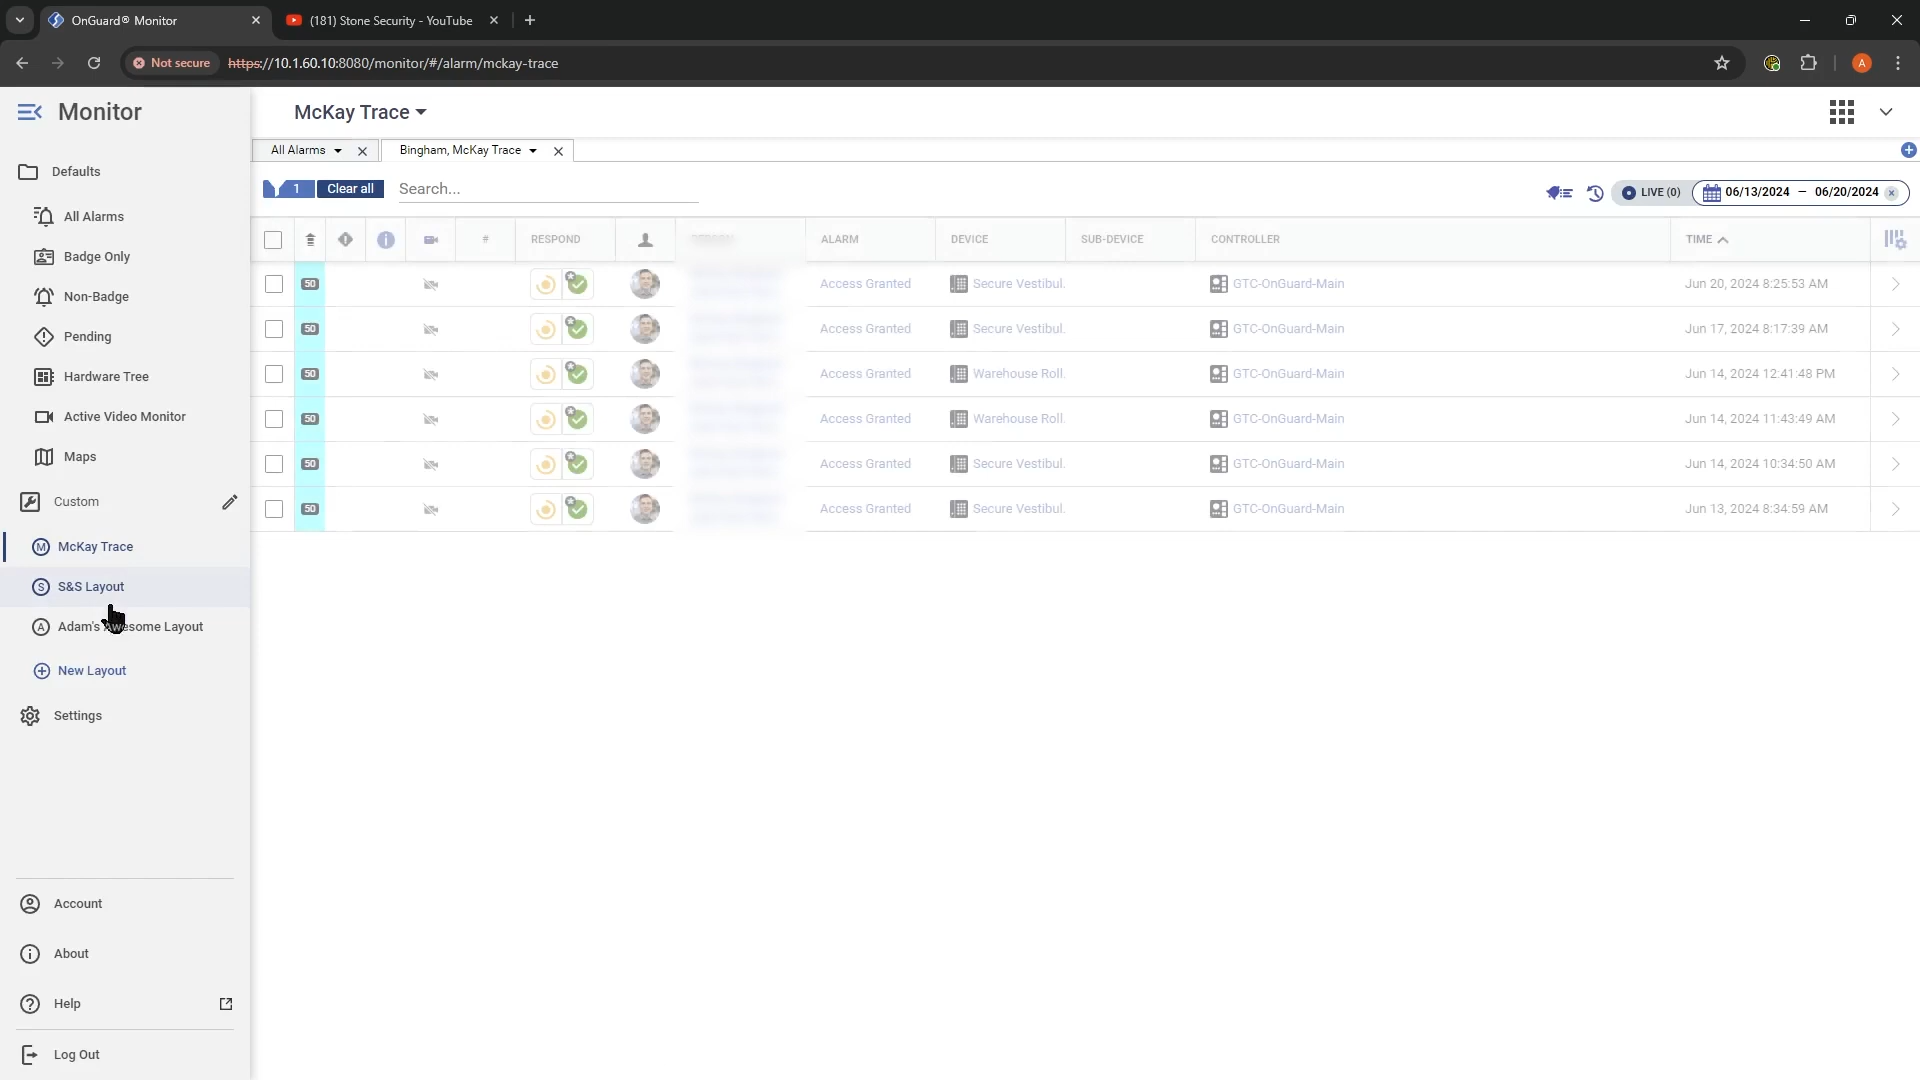 OnGuard® Monitor
(181) Stone Security - YouTube
Not secure
https://10.1.60.10:8080/monitor/#/alarm/mckay-trace
A
Monitor
McKay Trace
Defaults
All Alarms
Bingham, McKay Trace
1
Clear all
Search...
LIVE (0)
06/13/2024 – 06/20/2024
All Alarms
Badge Only
Non-Badge
Pending
Hardware Tree
Active Video Monitor
Maps
Custom
M McKay Trace
S S&S Layout
A Adam's Awesome Layout
New Layout
Settings
Account
About
Help
Log Out
# RESPOND ALARM DEVICE SUB-DEVICE CONTROLLER TIME
50 Access Granted Secure Vestibul. GTC-OnGuard-Main Jun 20, 2024 8:25:53 AM
50 Access Granted Secure Vestibul. GTC-OnGuard-Main Jun 17, 2024 8:17:39 AM
50 Access Granted Warehouse Roll. GTC-OnGuard-Main Jun 14, 2024 12:41:48 PM
50 Access Granted Warehouse Roll. GTC-OnGuard-Main Jun 14, 2024 11:43:49 AM
50 Access Granted Secure Vestibul. GTC-OnGuard-Main Jun 14, 2024 10:34:50 AM
50 Access Granted Secure Vestibul. GTC-OnGuard-Main Jun 13, 2024 8:34:59 AM